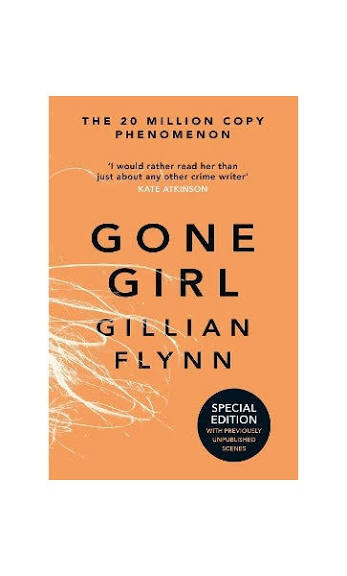 THE 20 MILLION COPY
PHENOMENON
‘I would rather read her than
just about any other crime writer’
KATE ATKINSON
GONE
GIRL
GILLIAN
FLYNN
SPECIAL
EDITION
WITH PREVIOUSLY
UNPUBLISHED
SCENES